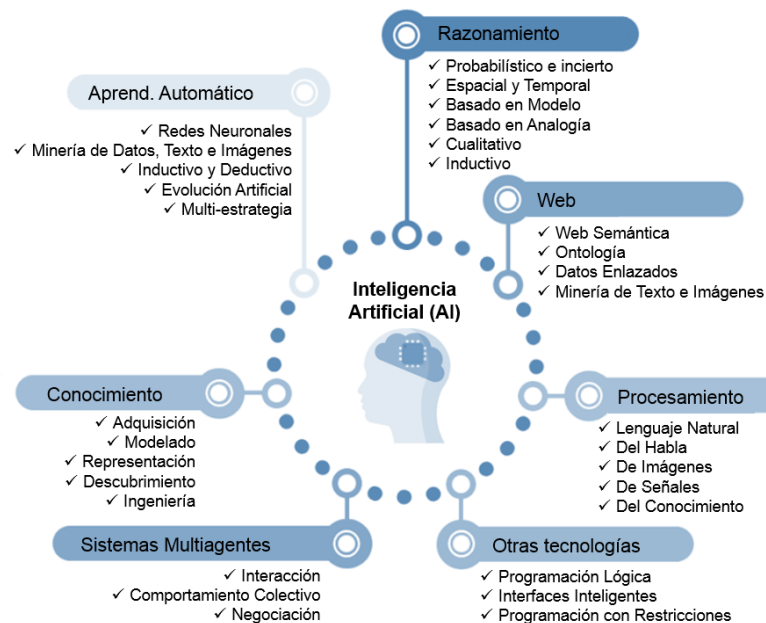 Razonamiento
✓ Probabilístico e incierto
✓ Espacial y Temporal
✓ Basado en Modelo
✓ Basado en Analogía
✓ Cualitativo
✓ Inductivo
Aprend. Automático
✓ Redes Neuronales
✓ Minería de Datos, Texto e Imágenes
✓ Inductivo y Deductivo
✓ Evolución Artificial
✓ Multi-estrategia
Web
✓ Web Semántica
✓ Ontología
✓ Datos Enlazados
✓ Minería de Texto e Imágenes
Inteligencia
Artificial (AI)
Conocimiento
✓ Adquisición
✓ Modelado
✓ Representación
✓ Descubrimiento
✓ Ingeniería
Procesamiento
✓ Lenguaje Natural
✓ Del Habla
✓ De Imágenes
✓ De Señales
✓ Del Conocimiento
Sistemas Multiagentes
✓ Interacción
✓ Comportamiento Colectivo
✓ Negociación
Otras tecnologías
✓ Programación Lógica
✓ Interfaces Inteligentes
✓ Programación con Restricciones